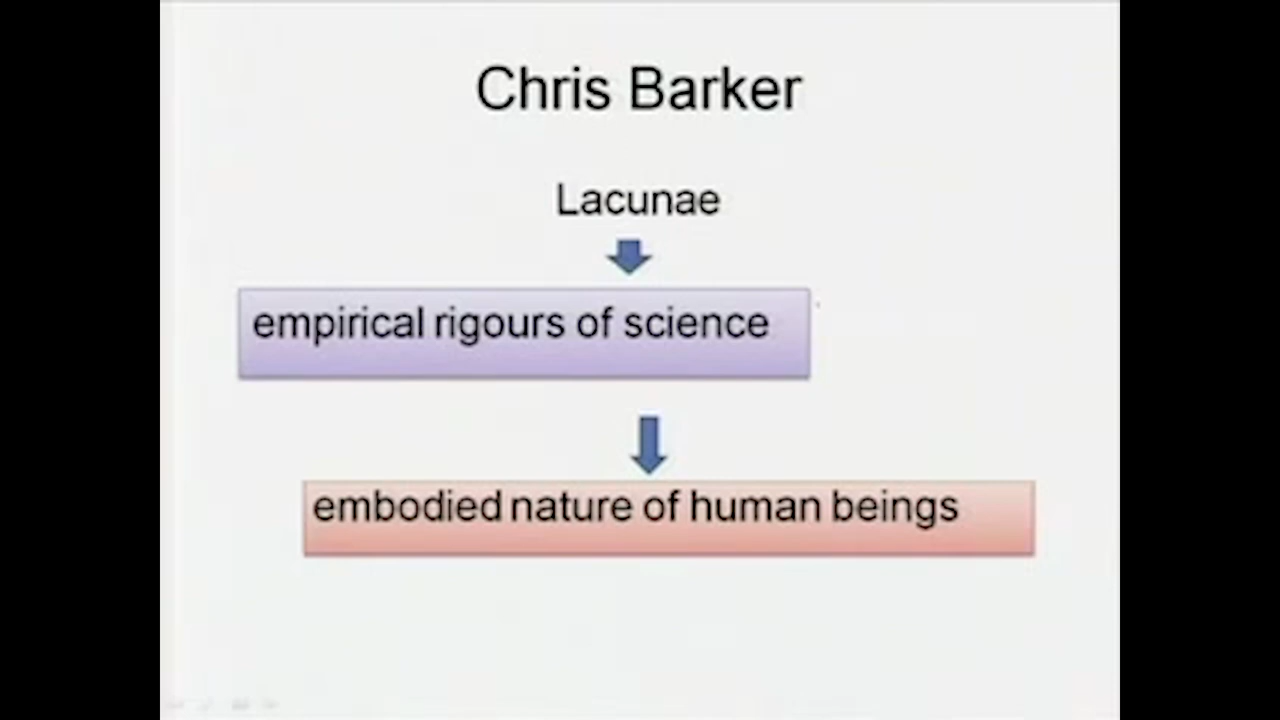 Chris Barker
Lacunae
empirical rigours of science
embodied nature of human beings